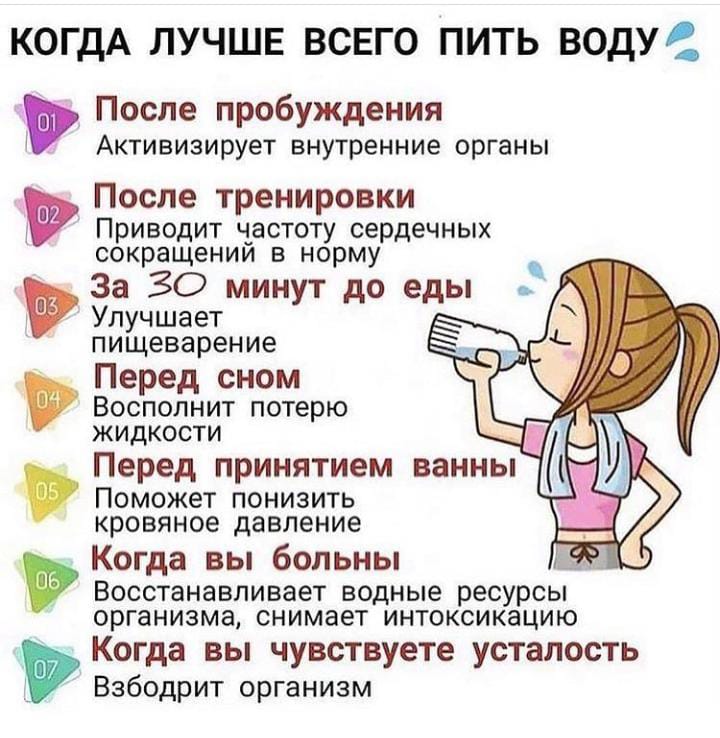 КОГДА ЛУЧШЕ ВСЕГО ПИТЬ ВОДУ
01
После пробуждения
Активизирует внутренние органы
02
После тренировки
Приводит частоту сердечных
сокращений в норму
03
За 30 минут до еды
Улучшает
пищеварение
04
Перед сном
Восполнит потерю
жидкости
05
Перед принятием ванны
Поможет понизить
кровяное давление
06
Когда вы больны
Восстанавливает водные ресурсы
организма, снимает интоксикацию
07
Когда вы чувствуете усталость
Взбодрит организм